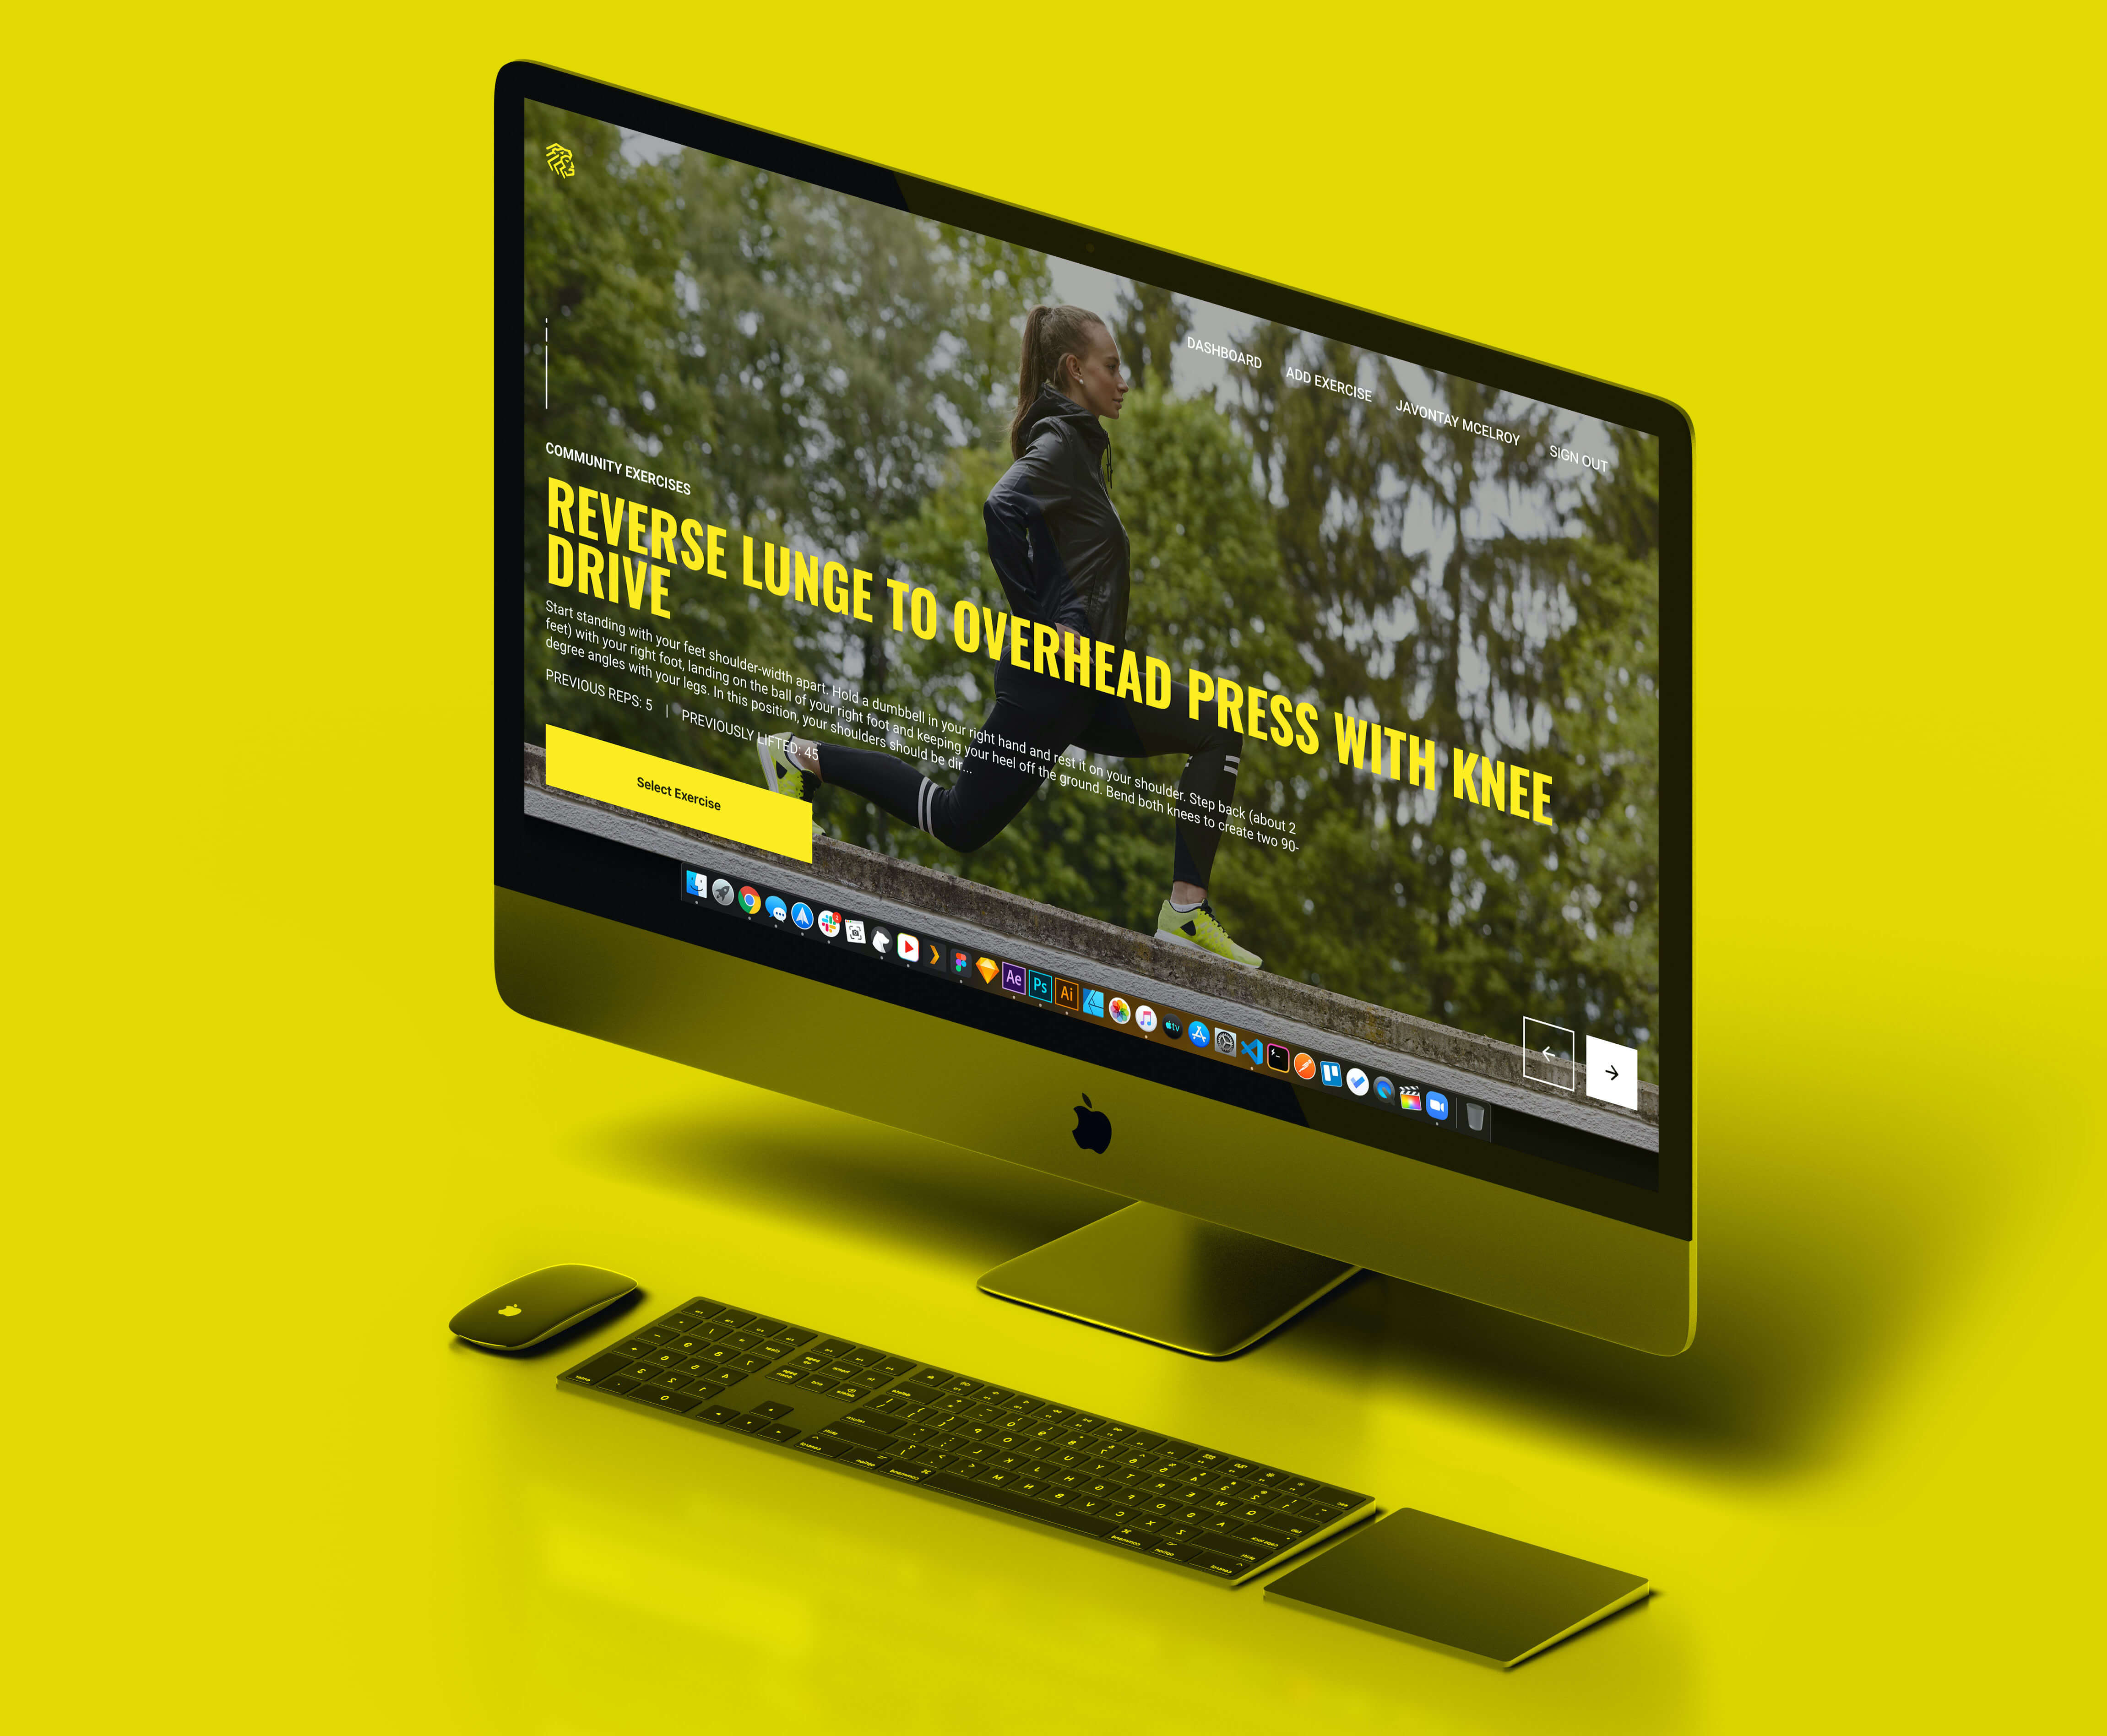 DASHBOARD
ADD EXERCISE
JAVONTAY MCELROY
SIGN OUT
COMMUNITY EXERCISES
REVERSE LUNGE TO OVERHEAD PRESS WITH KNEE
DRIVE
Start standing with your feet shoulder-width apart. Hold a dumbbell in your right hand and rest it on your shoulder. Step back (about 2
feet) with your right foot, landing on the ball of your right foot and keeping your heel off the ground. Bend both knees to create two 90-
degree angles with your legs. In this position, your shoulders should be dir...
PREVIOUS REPS: 5 | PREVIOUSLY LIFTED: 45
Select Exercise
2
Ae
Ps
Ai
tv